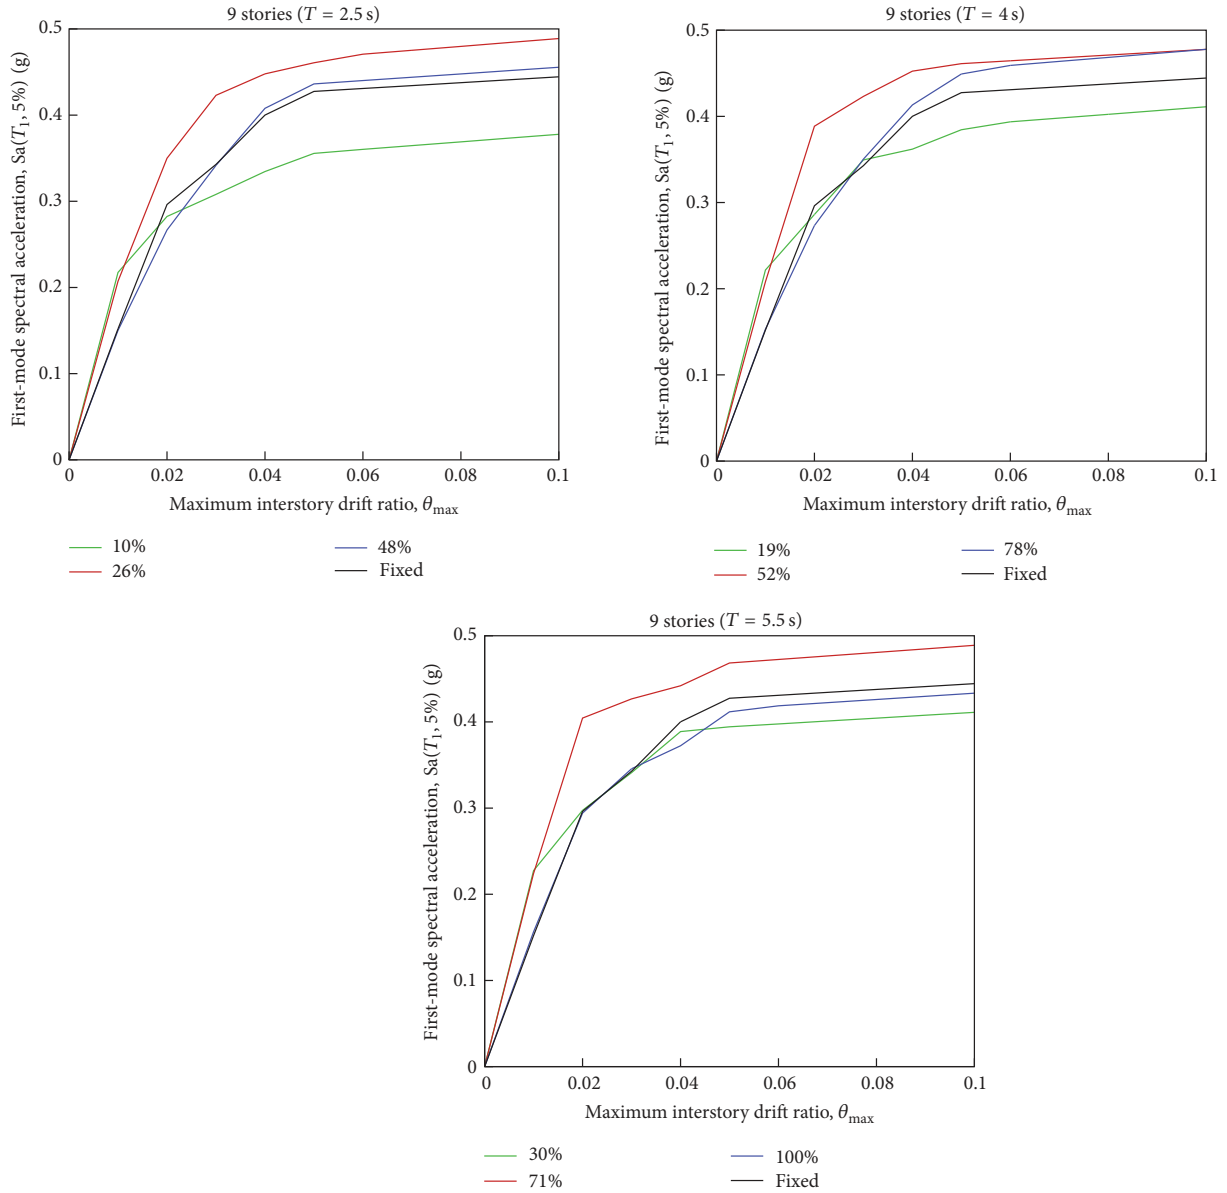 9 stories (T = 2.5 s)
First-mode spectral acceleration, Sa(T₁, 5%) (g)
0.5
0.4
0.3
0.2
0.1
0
0 0.02 0.04 0.06 0.08 0.1
Maximum interstory drift ratio, θmax
10% 48%
26% Fixed
9 stories (T = 4 s)
First-mode spectral acceleration, Sa(T₁, 5%) (g)
0.5
0.4
0.3
0.2
0.1
0
0 0.02 0.04 0.06 0.08 0.1
Maximum interstory drift ratio, θmax
19% 78%
52% Fixed
9 stories (T = 5.5 s)
First-mode spectral acceleration, Sa(T₁, 5%) (g)
0.5
0.4
0.3
0.2
0.1
0
0 0.02 0.04 0.06 0.08 0.1
Maximum interstory drift ratio, θmax
30% 100%
71% Fixed